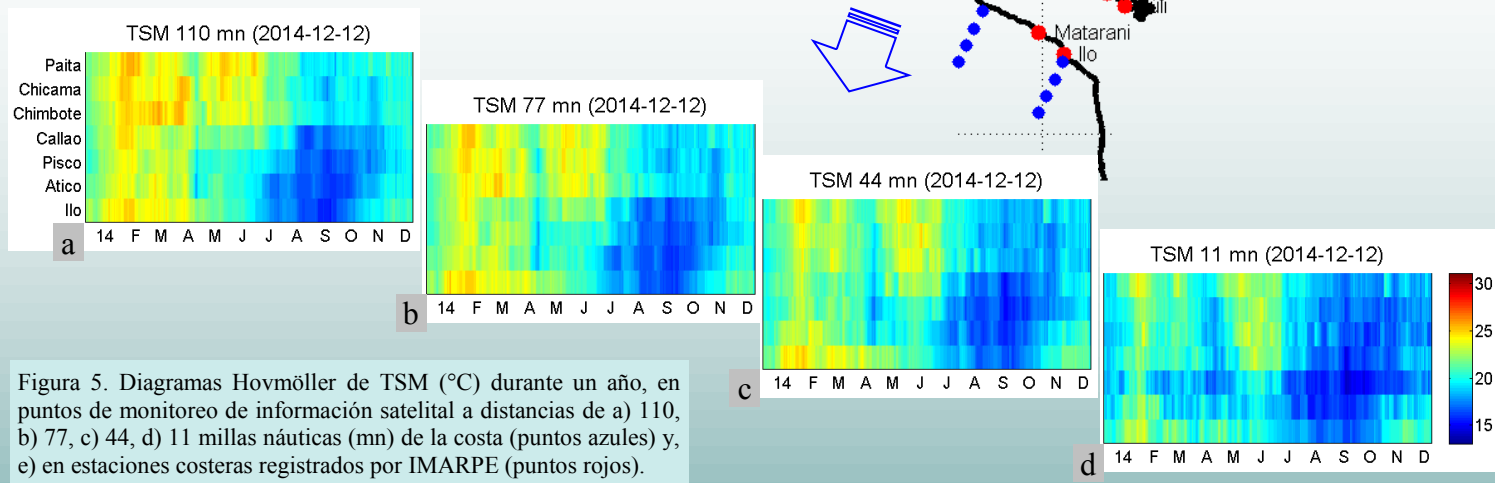 lli
Matarani
Ilo
TSM 110 mn (2014-12-12)
Paita
Chicama
Chimbote
Callao
Pisco
Atico
Ilo
14 F M A M J J A S O N D
a
TSM 77 mn (2014-12-12)
14 F M A M J J A S O N D
b
TSM 44 mn (2014-12-12)
14 F M A M J J A S O N D
c
TSM 11 mn (2014-12-12)
30
25
20
15
14 F M A M J J A S O N D
d
Figura 5. Diagramas Hovmöller de TSM (°C) durante un año, en
puntos de monitoreo de información satelital a distancias de a) 110,
b) 77, c) 44, d) 11 millas náuticas (mn) de la costa (puntos azules) y,
e) en estaciones costeras registrados por IMARPE (puntos rojos).